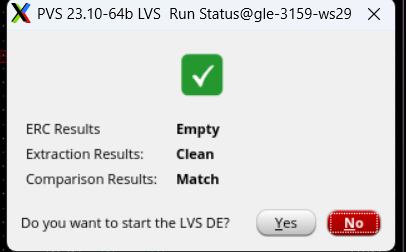 PVS 23.10-64b LVS Run Status@gle-3159-ws29
ERC Results Empty
Extraction Results: Clean
Comparison Results: Match
Do you want to start the LVS DE? Yes No